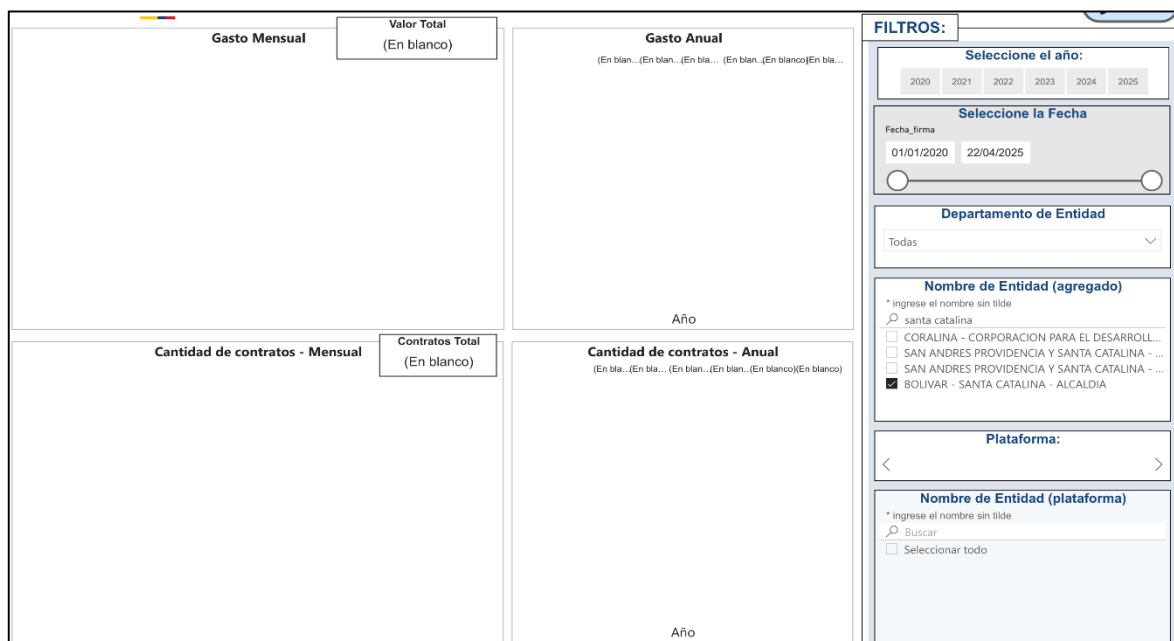 Gasto Mensual
Valor Total
(En blanco)
Gasto Anual
(En blan...(En blan...(En bla... (En blan...(En blanco)(En bla...
Año
Cantidad de contratos - Mensual
Contratos Total
(En blanco)
Cantidad de contratos - Anual
(En bla...(En bla... (En blan...(En blan...(En blanco)(En blanco)
Año
FILTROS:
Seleccione el año:
2020 2021 2022 2023 2024 2025
Seleccione la Fecha
Fecha_firma
01/01/2020 22/04/2025
Departamento de Entidad
Todas
Nombre de Entidad (agregado)
* ingrese el nombre sin tilde
santa catalina
CORALINA - CORPORACION PARA EL DESARROLL...
SAN ANDRES PROVIDENCIA Y SANTA CATALINA - ...
SAN ANDRES PROVIDENCIA Y SANTA CATALINA - ...
BOLIVAR - SANTA CATALINA - ALCALDIA
Plataforma:
Nombre de Entidad (plataforma)
* ingrese el nombre sin tilde
Buscar
Seleccionar todo